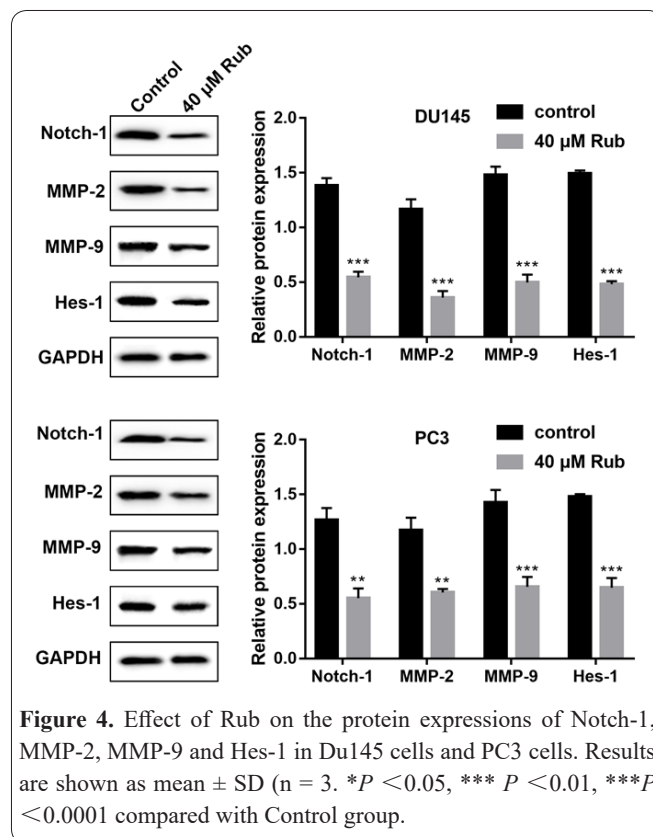 Control 40 µM Rub
Notch-1
MMP-2
MMP-9
Hes-1
GAPDH
DU145
control
40 µM Rub
Relative protein expression
2.0
1.5
1.0
0.5
0.0
*** *** *** ***
Notch-1 MMP-2 MMP-9 Hes-1
Notch-1
MMP-2
MMP-9
Hes-1
GAPDH
PC3
control
40 µM Rub
Relative protein expression
2.0
1.5
1.0
0.5
0.0
** ** *** ***
Notch-1 MMP-2 MMP-9 Hes-1
Figure 4. Effect of Rub on the protein expressions of Notch-1,
MMP-2, MMP-9 and Hes-1 in Du145 cells and PC3 cells. Results
are shown as mean ± SD (n = 3. *P <0.05, *** P <0.01, ***P
<0.0001 compared with Control group.